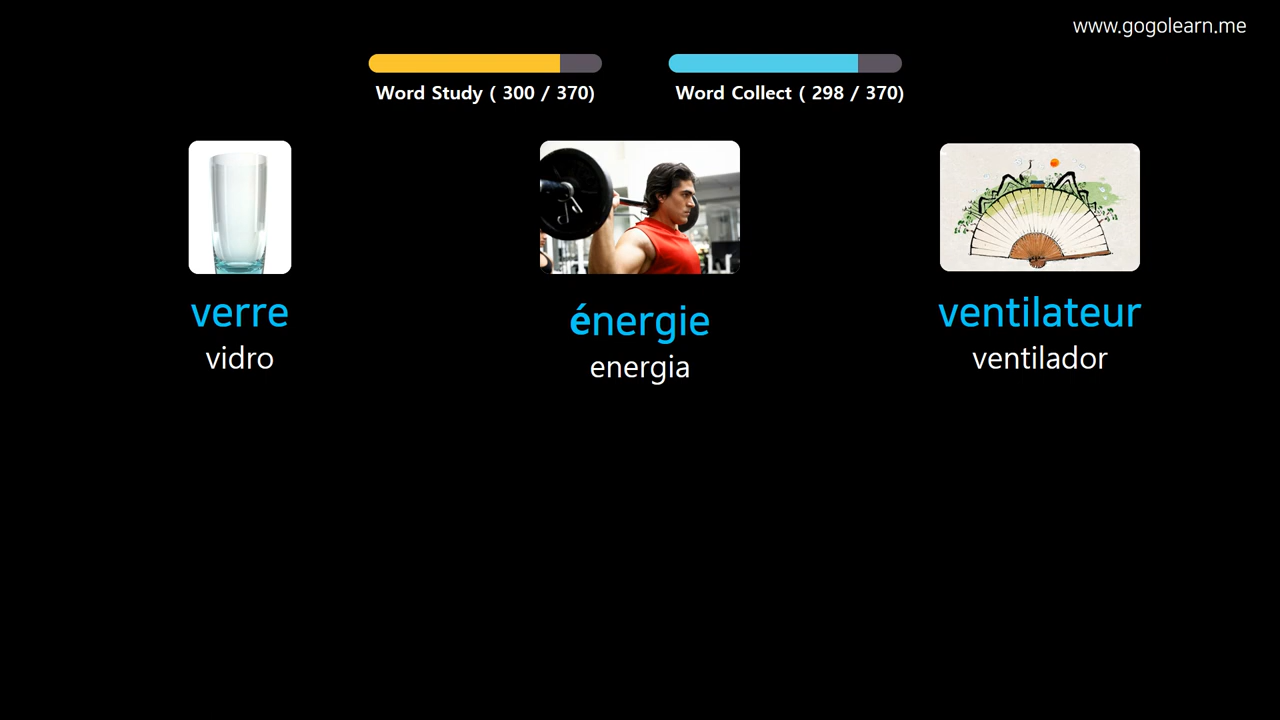 www.gogolearn.me
Word Study ( 300 / 370)
Word Collect ( 298 / 370)
verre
vidro
énergie
energia
ventilateur
ventilador